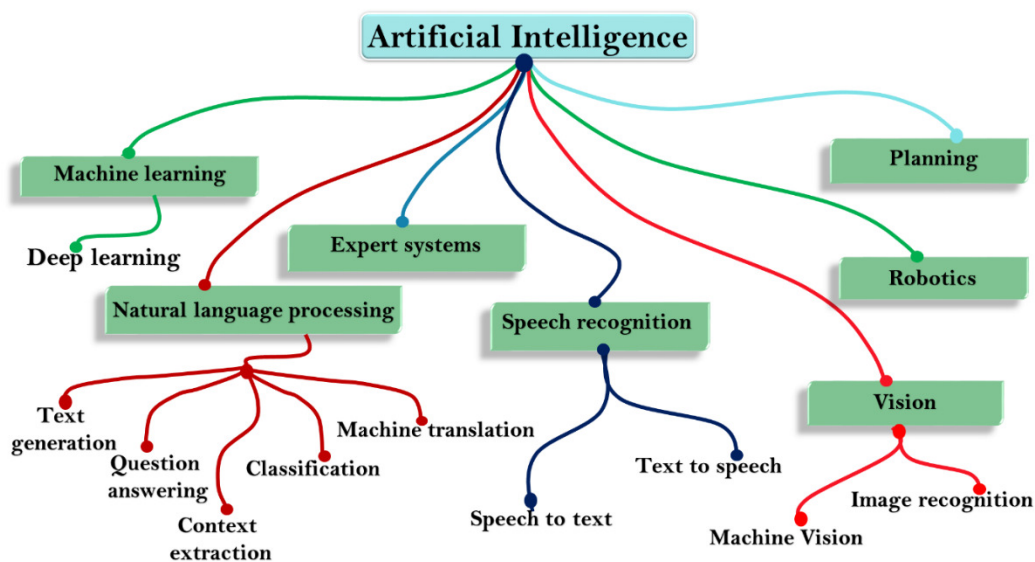 Artificial Intelligence
Machine learning
Planning
Deep learning
Expert systems
Robotics
Natural language processing
Speech recognition
Vision
Text
generation
Question
answering
Context
extraction
Classification
Machine translation
Speech to text
Text to speech
Machine Vision
Image recognition